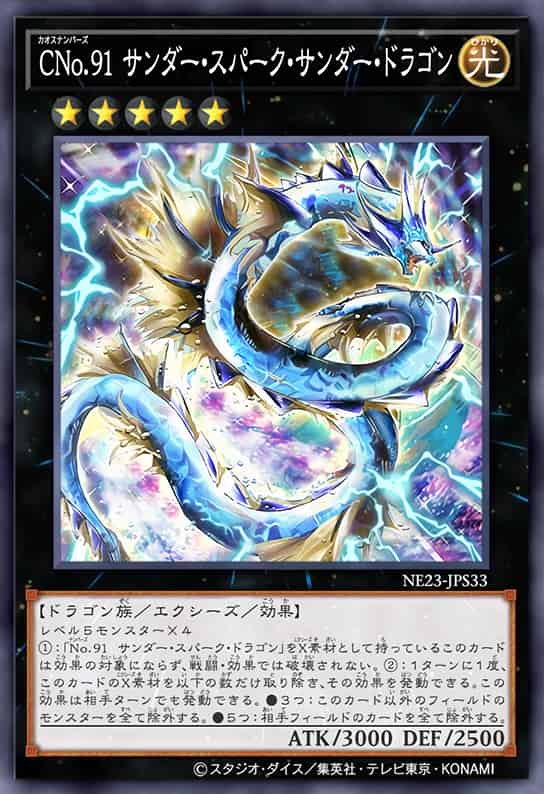 カオスナンバーズ
CNo.91 サンダー・スパーク・サンダー・ドラゴン
ひかり
光
NE23-JPS33
【ドラゴン族／エクシーズ／効果】
レベル５モンスター×４
①：「No.91 サンダー・スパーク・ドラゴン」をX素材として持っているこのカード
は効果の対象にならず、戦闘・効果では破壊されない。②：１ターンに１度、
このカードのX素材を以下の数だけ取り除き、その効果を発動できる。この
効果は相手ターンでも発動できる。●３つ：このカード以外のフィールドの
モンスターを全て除外する。●５つ：相手フィールドのカードを全て除外する。
ATK/3000 DEF/2500
©スタジオ・ダイス／集英社・テレビ東京・KONAMI